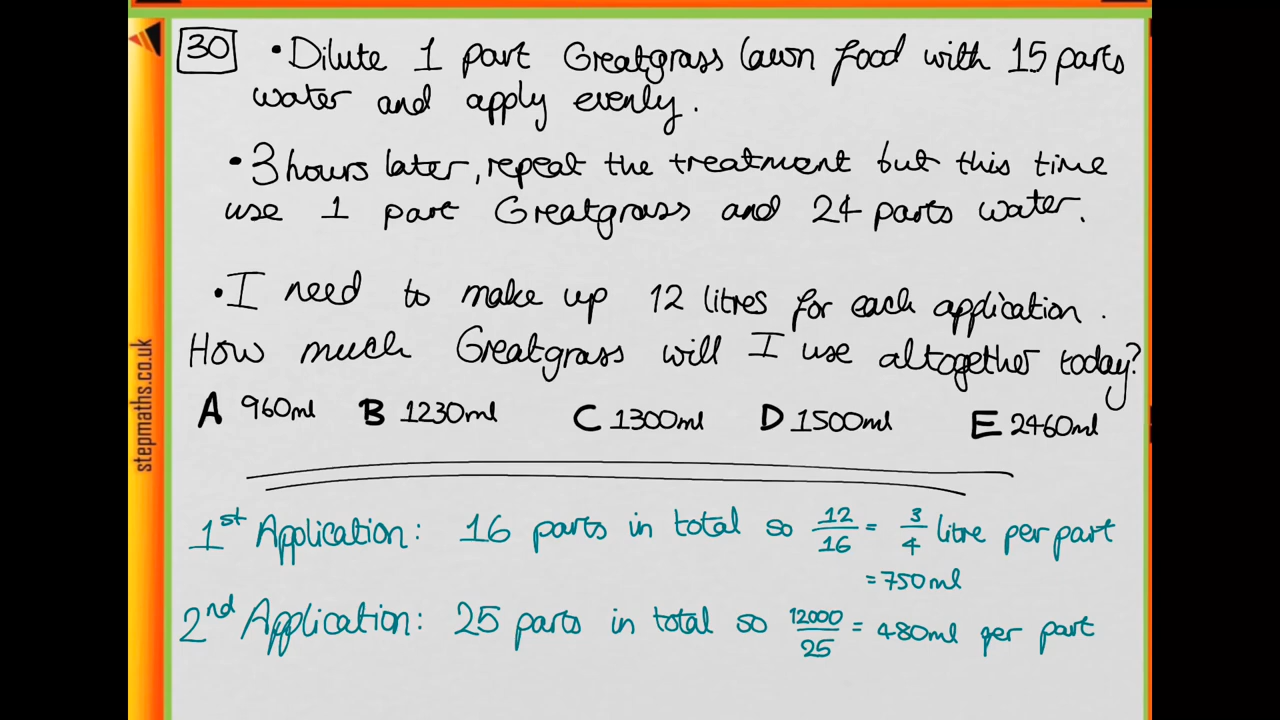 30 • Dilute 1 part Greatgrass lawn food with 15 parts
water and apply evenly.
• 3 hours later, repeat the treatment but this time
use 1 part Greatgrass and 24 parts water.
• I need to make up 12 litres for each application.
How much Greatgrass will I use altogether today?
A 960ml B 1230ml C 1300ml D 1500ml E 2460ml
1st Application: 16 parts in total so 12/16 = 3/4 litre per part
= 750ml
2nd Application: 25 parts in total so 12000/25 = 480ml per part
stepmaths.co.uk